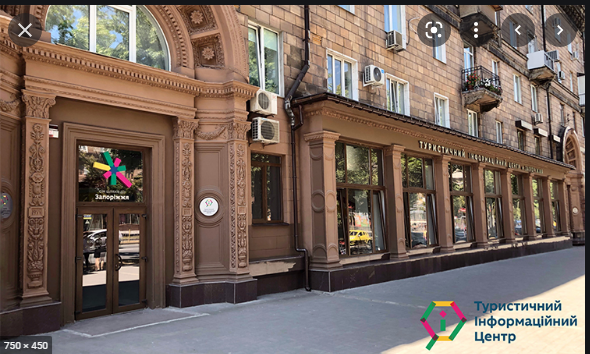 ТУРИСТИЧНИЙ ІНФОРМАЦІЙНИЙ ЦЕНТР
Запоріжжя
Туристичний
Інформаційний
Центр
750 × 450